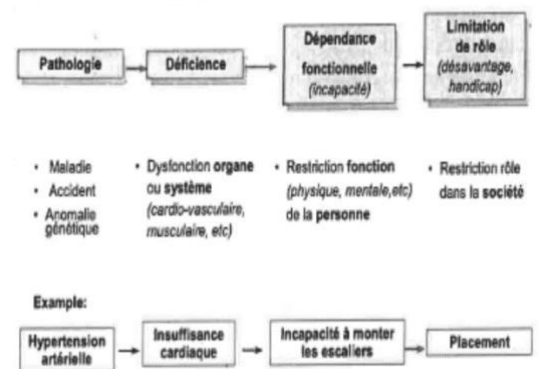 Pathologie
Déficience
Dépendance
fonctionnelle
(incapacité)
Limitation
de rôle
(désavantage,
handicap)
• Maladie
• Accident
• Anomalie
génétique
• Dysfonction organe
ou système
(cardio-vasculaire,
musculaire, etc)
• Restriction fonction
(physique, mentale,etc)
de la personne
• Restriction rôle
dans la société
Example:
Hypertension
artérielle
Insuffisance
cardiaque
Incapacité à monter
les escaliers
Placement